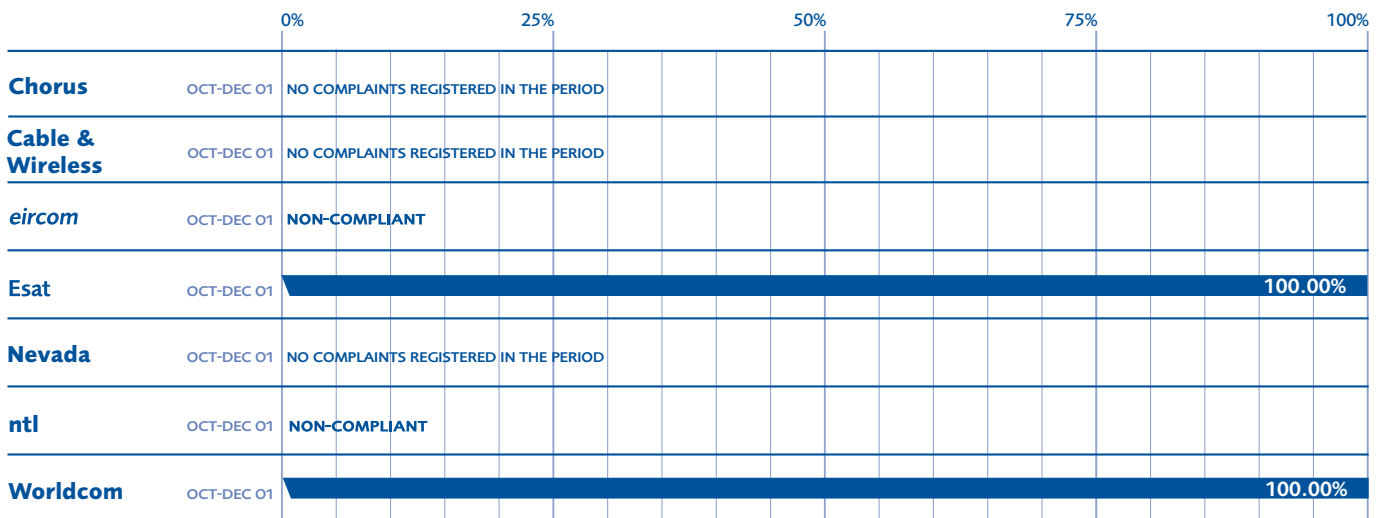 0% 25% 50% 75% 100%
Chorus OCT-DEC 01 NO COMPLAINTS REGISTERED IN THE PERIOD
Cable &
Wireless OCT-DEC 01 NO COMPLAINTS REGISTERED IN THE PERIOD
eircom OCT-DEC 01 NON-COMPLIANT
Esat OCT-DEC 01 100.00%
Nevada OCT-DEC 01 NO COMPLAINTS REGISTERED IN THE PERIOD
ntl OCT-DEC 01 NON-COMPLIANT
Worldcom OCT-DEC 01 100.00%